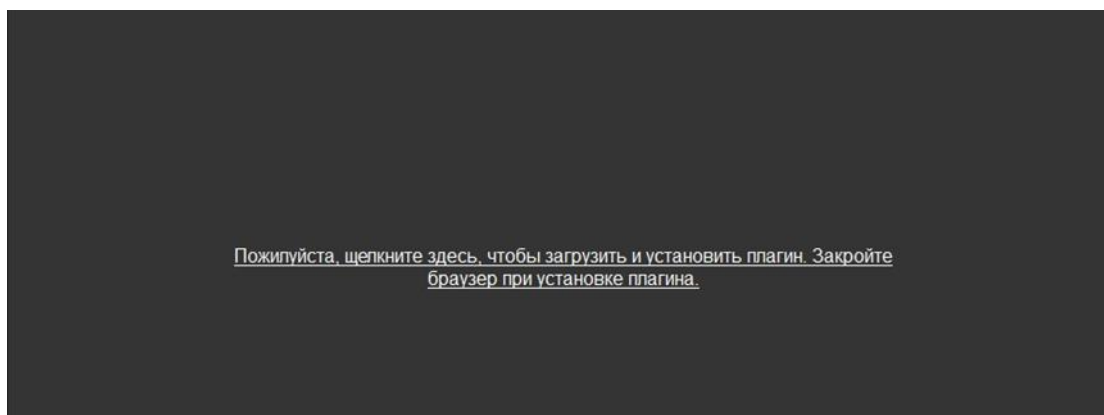 Пожилуйста, щелкните здесь, чтобы загрузить и установить плагин. Закройте
браузер при установке плагина.